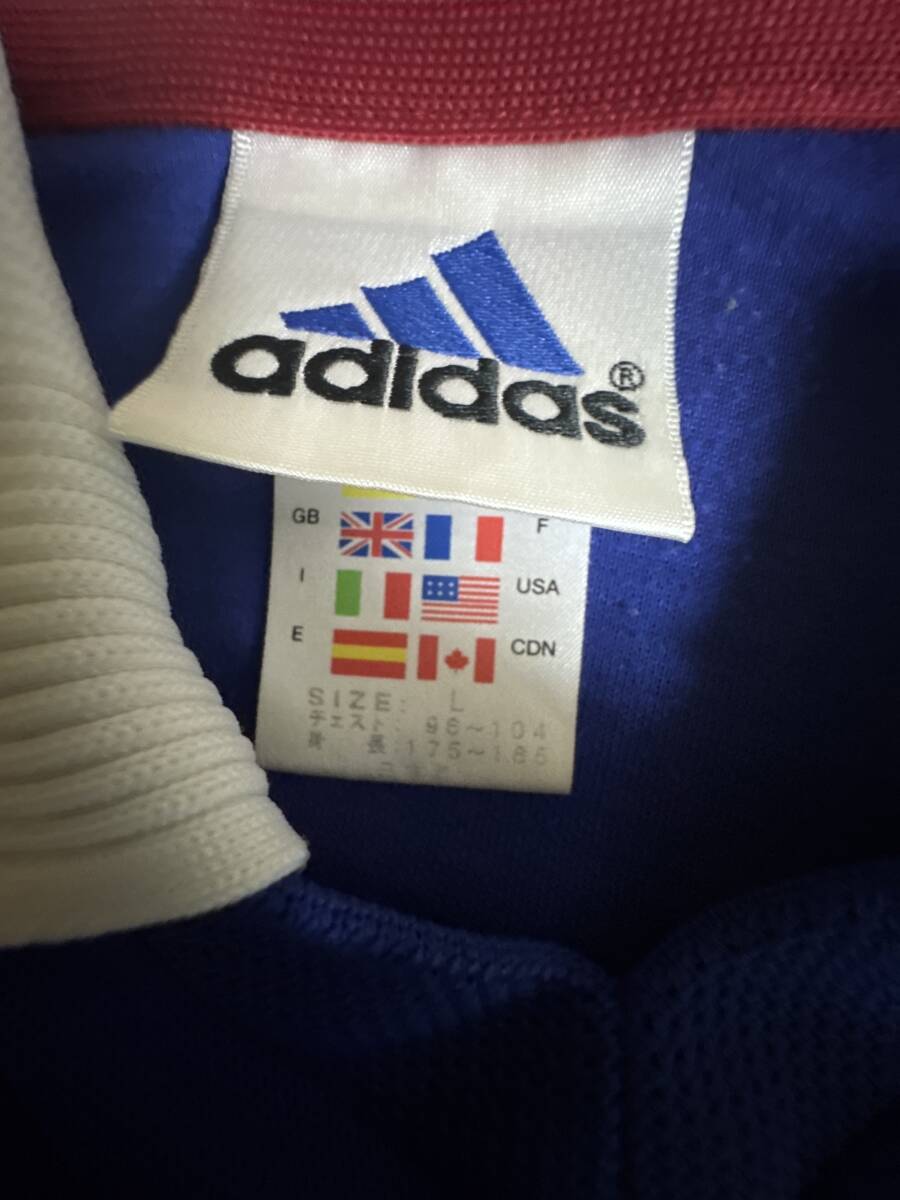 adidas®
GB F
I USA
E CDN
SIZE: L
チェスト. 96~104
身 長:175~185